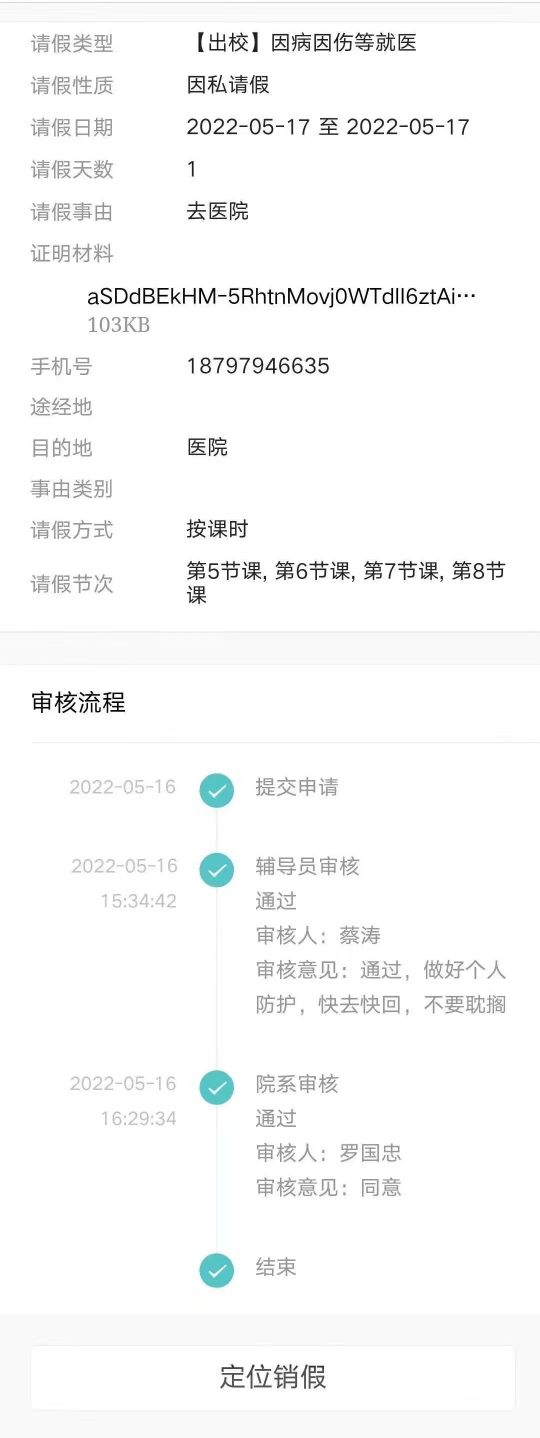 请假类型 【出校】因病因伤等就医
请假性质 因私请假
请假日期 2022-05-17 至 2022-05-17
请假天数 1
请假事由 去医院
证明材料
aSDdBEkHM-5RhtnMovj0WTdlI6ztAi…
103KB
手机号 18797946635
途经地
目的地 医院
事由类别
请假方式 按课时
请假节次 第5节课, 第6节课, 第7节课, 第8节
课
审核流程
2022-05-16 提交申请
2022-05-16 辅导员审核
15:34:42 通过
审核人：蔡涛
审核意见：通过，做好个人
防护，快去快回，不要耽搁
2022-05-16 院系审核
16:29:34 通过
审核人：罗国忠
审核意见：同意
结束
定位销假